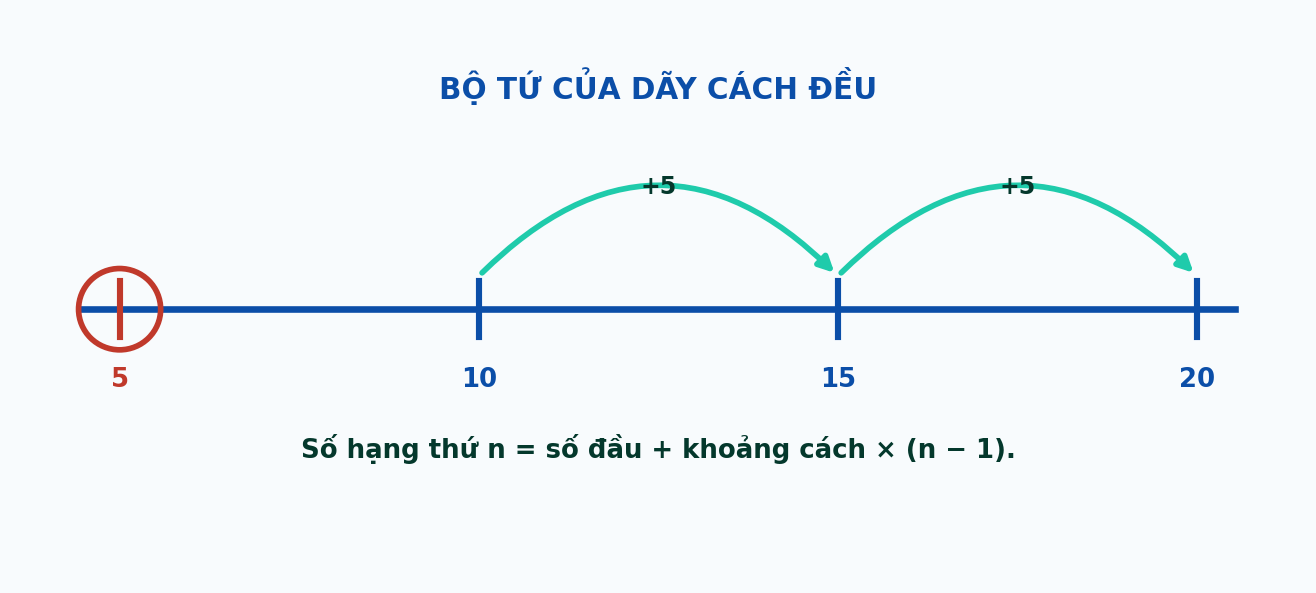 BỘ TỨ CỦA DÃY CÁCH ĐỀU
+5 +5
5 10 15 20
Số hạng thứ n = số đầu + khoảng cách × (n − 1).